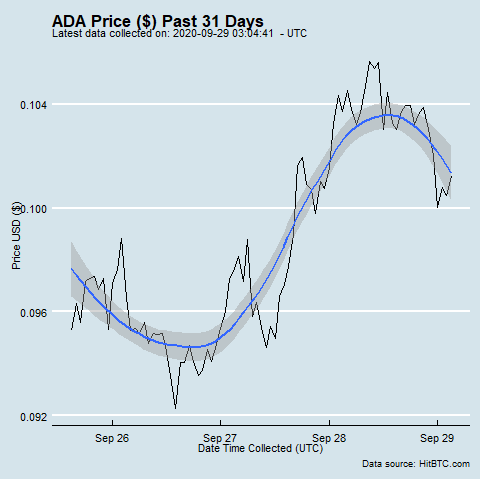 ADA Price ($) Past 31 Days
Latest data collected on: 2020-09-29 03:04:41  - UTC
0.104
0.100
0.096
0.092
Price USD ($)
Sep 26
Sep 27
Sep 28
Sep 29
Date Time Collected (UTC)
Data source: HitBTC.com